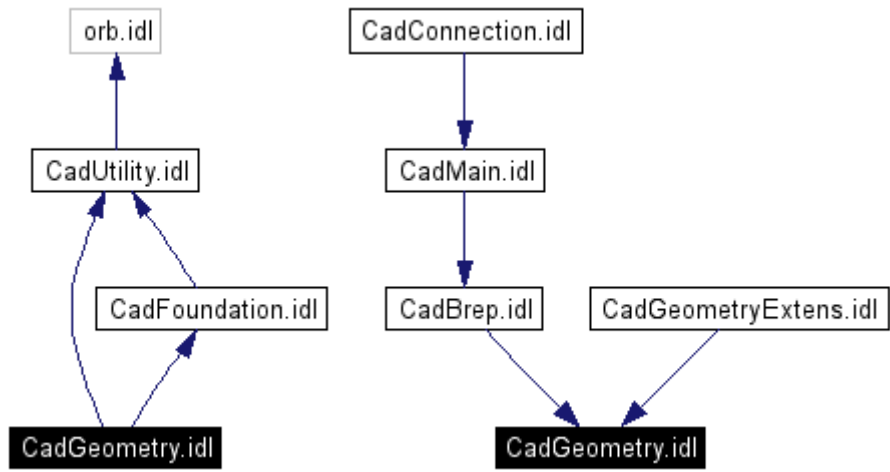 orb.idl
CadConnection.idl
CadUtility.idl
CadMain.idl
CadFoundation.idl
CadBrep.idl
CadGeometryExtens.idl
CadGeometry.idl
CadGeometry.idl